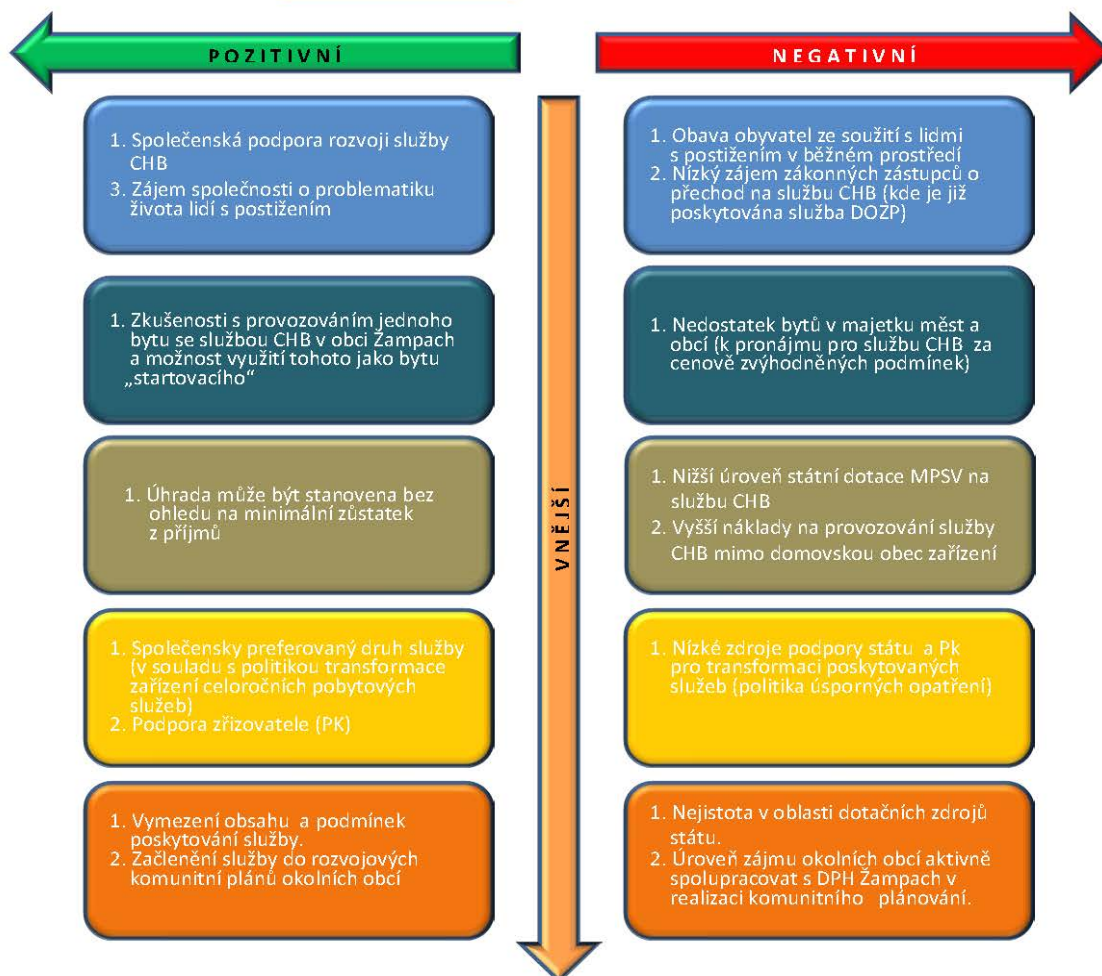 POZITIVNÍ
NEGATIVNÍ
1. Společenská podpora rozvoji služby
CHB
3. Zájem společnosti o problematiku
života lidí s postižením
1. Obava obyvatel ze soužití s lidmi
s postižením v běžném prostředí
2. Nízký zájem zákonných zástupců o
přechod na službu CHB (kde je již
poskytována služba DOZP)
1. Zkušenosti s provozováním jednoho
bytu se službou CHB v obci Žampach
a možnost využití tohoto jako bytu
„startovacího“
1. Nedostatek bytů v majetku měst a
obcí (k pronájmu pro službu CHB za
cenově zvýhodněných podmínek)
VNĚJŠÍ
1. Úhrada může být stanovena bez
ohledu na minimální zůstatek
z příjmů
1. Nižší úroveň státní dotace MPSV na
službu CHB
2. Vyšší náklady na provozování služby
CHB mimo domovskou obec zařízení
1. Společensky preferovaný druh služby
(v souladu s politikou transformace
zařízení celoročních pobytových
služeb)
2. Podpora zřizovatele (PK)
1. Nízké zdroje podpory státu a Pk
pro transformaci poskytovaných
služeb (politika úsporných opatření)
1. Vymezení obsahu a podmínek
poskytování služby.
2. Začlenění služby do rozvojových
komunitní plánů okolních obcí
1. Nejistota v oblasti dotačních zdrojů
státu.
2. Úroveň zájmu okolních obcí aktivně
spolupracovat s DPH Žampach v
realizaci komunitního plánování.